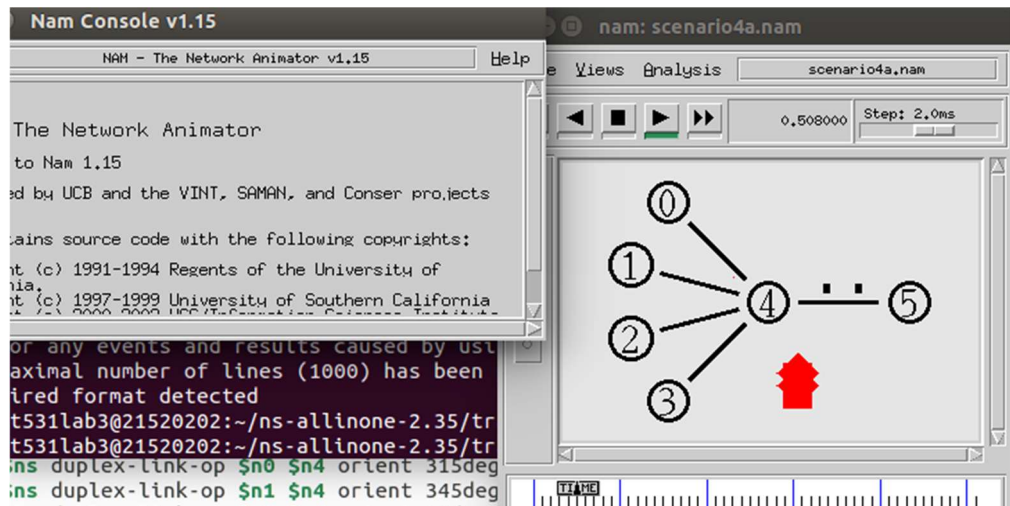 Nam Console v1.15
NAM - The Network Animator v1.15
Help
The Network Animator
to Nam 1.15
ed by UCB and the VINT, SAMAN, and Conser projects
tains source code with the following copyrights:
nt (c) 1991-1994 Regents of the University of
nia.
nt (c) 1997-1999 University of Southern California
or any events and results caused by usi
aximal number of lines (1000) has been
ired format detected
t531lab3@21520202:~/ns-allinone-2.35/tr
t531lab3@21520202:~/ns-allinone-2.35/tr
$ns duplex-link-op $n0 $n4 orient 315deg
$ns duplex-link-op $n1 $n4 orient 345deg
nam: scenario4a.nam
e Views Analysis scenario4a.nam
0.508000 Step: 2.0ms
0
1
4 5
2
3
TIME